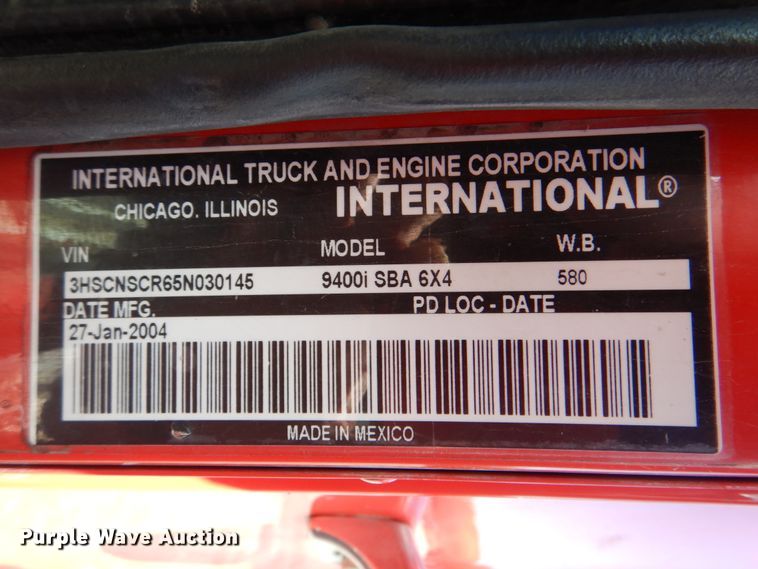 INTERNATIONAL TRUCK AND ENGINE CORPORATION
CHICAGO. ILLINOIS INTERNATIONAL®
VIN MODEL W.B.
3HSCNSCR65N030145 9400i SBA 6X4 580
DATE MFG. PD LOC - DATE
27-Jan-2004
MADE IN MEXICO
Purple Wave Auction